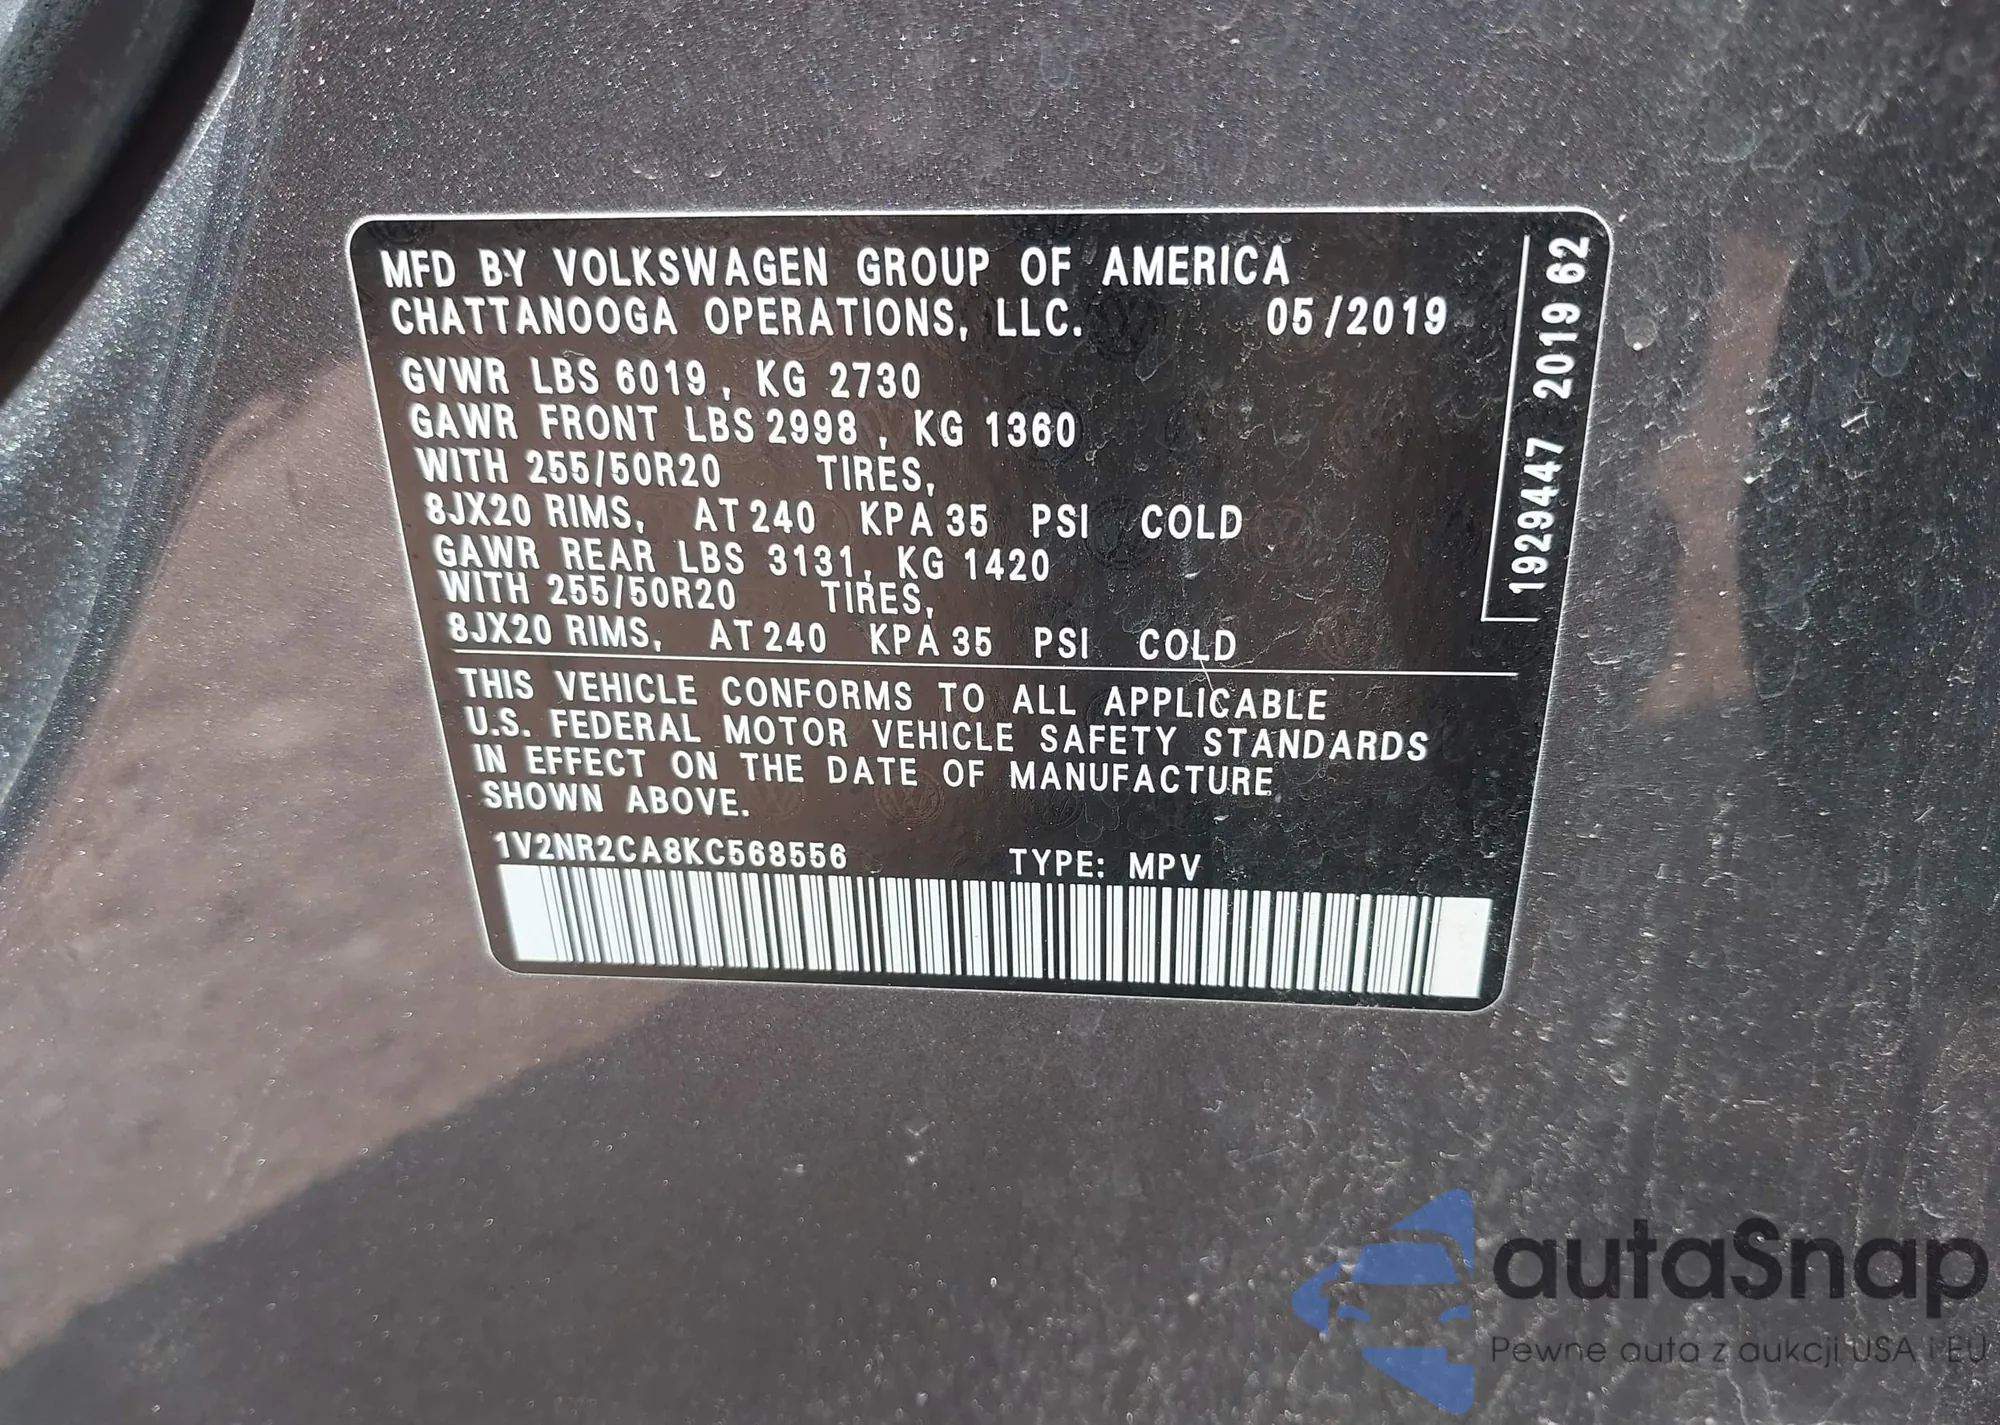 MFD BY VOLKSWAGEN GROUP OF AMERICA
CHATTANOOGA OPERATIONS, LLC. 05/2019
GVWR LBS 6019, KG 2730
GAWR FRONT LBS 2998, KG 1360
WITH 255/50R20 TIRES,
8JX20 RIMS, AT 240 KPA 35 PSI COLD
GAWR REAR LBS 3131, KG 1420
WITH 255/50R20 TIRES,
8JX20 RIMS, AT 240 KPA 35 PSI COLD
THIS VEHICLE CONFORMS TO ALL APPLICABLE
U.S. FEDERAL MOTOR VEHICLE SAFETY STANDARDS
IN EFFECT ON THE DATE OF MANUFACTURE
SHOWN ABOVE.
1V2NR2CA8KC568556 TYPE: MPV
1929447 2019 62
autaSnap
Pewne auta z aukcji USA i EU